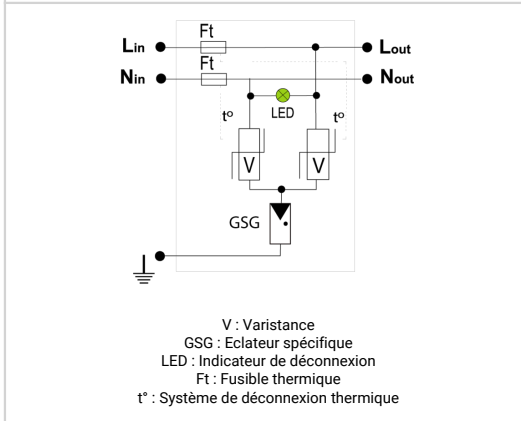 Ft
Lin Lout
Ft
Nin Nout
t° LED t°
V V
GSG
V : Varistance
GSG : Eclateur spécifique
LED : Indicateur de déconnexion
Ft : Fusible thermique
t° : Système de déconnexion thermique